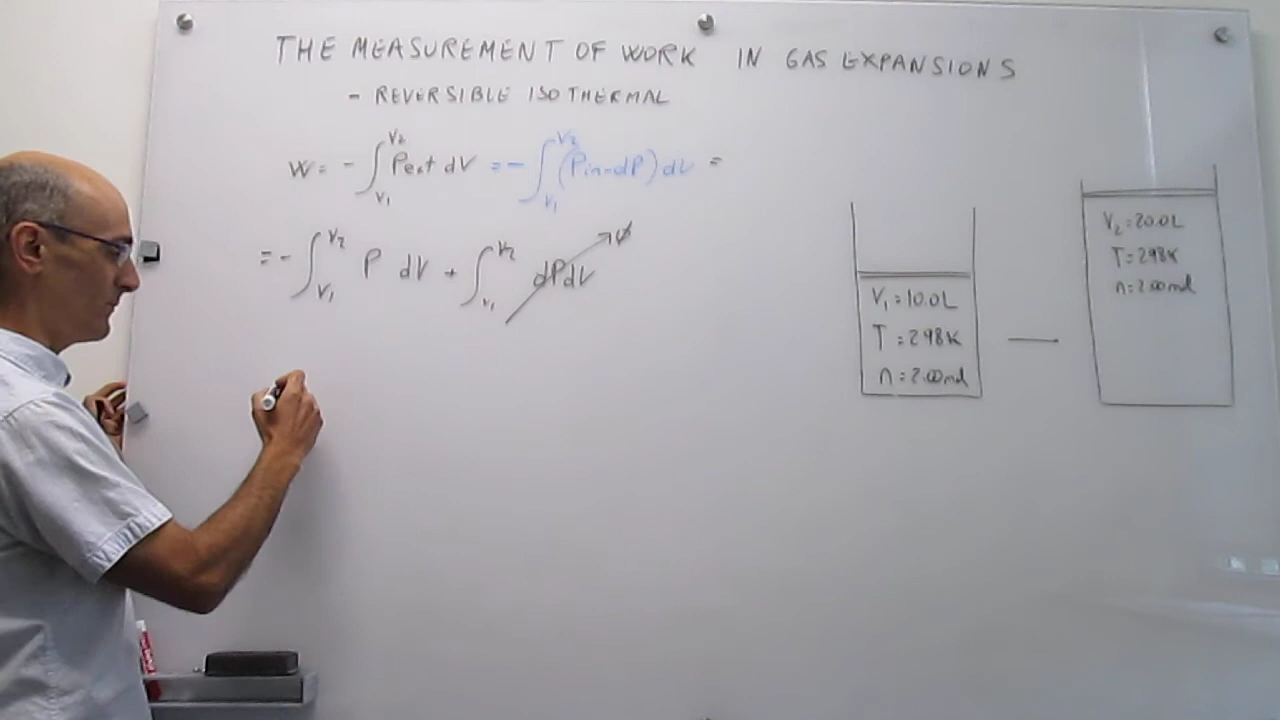 THE MEASUREMENT OF WORK IN GAS EXPANSIONS
- REVERSIBLE ISOTHERMAL
W = - ∫_{V₁}^{V₂} Pext dV = - ∫_{V₁}^{V₂} (Pin-dP) dV =
= - ∫_{V₁}^{V₂} P dV + ∫_{V₁}^{V₂} dPdV → ∅
V₁=10.0L
T=298K
n=2.00mol
V₂=20.0L
T=298K
n=2.00mol